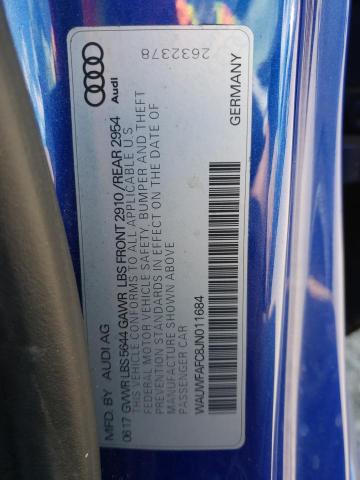 MFD. BY AUDI AG
06 17 GVWR LBS 5644 GAWR LBS FRONT 2910 / REAR 2954
THIS VEHICLE CONFORMS TO ALL APPLICABLE U.S.
FEDERAL MOTOR VEHICLE SAFETY, BUMPER AND THEFT
PREVENTION STANDARDS IN EFFECT ON THE DATE OF
MANUFACTURE SHOWN ABOVE
PASSENGER CAR
WAUWFAFC8JN011684
Audi
2632378
GERMANY